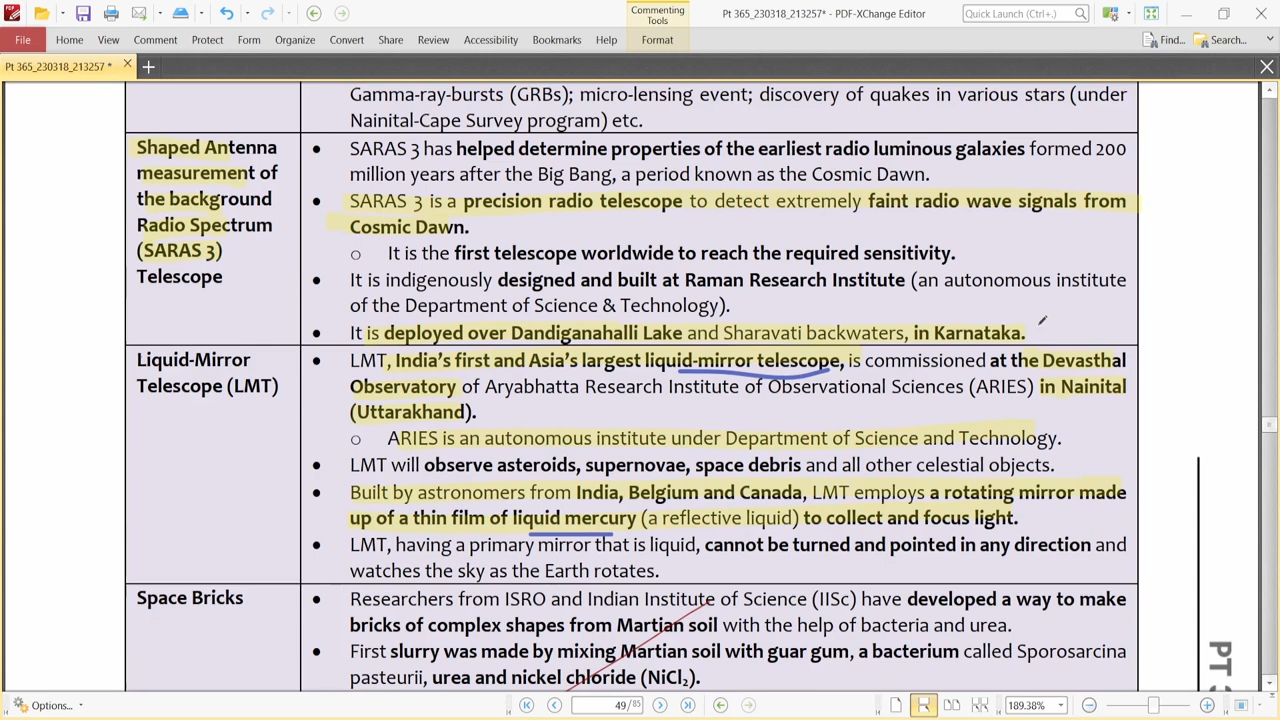 Commenting
Tools
Pt 365_230318_213257* - PDF-XChange Editor
Quick Launch (Ctrl+.)
File Home View Comment Protect Form Organize Convert Share Review Accessibility Bookmarks Help Format Find... Search...
Pt 365_230318_213257 *
Gamma-ray-bursts (GRBs); micro-lensing event; discovery of quakes in various stars (under
Nainital-Cape Survey program) etc.
Shaped Antenna
measurement of
the background
Radio Spectrum
(SARAS 3)
Telescope
• SARAS 3 has helped determine properties of the earliest radio luminous galaxies formed 200
million years after the Big Bang, a period known as the Cosmic Dawn.
• SARAS 3 is a precision radio telescope to detect extremely faint radio wave signals from
Cosmic Dawn.
o It is the first telescope worldwide to reach the required sensitivity.
• It is indigenously designed and built at Raman Research Institute (an autonomous institute
of the Department of Science & Technology).
• It is deployed over Dandiganahalli Lake and Sharavati backwaters, in Karnataka.
Liquid-Mirror
Telescope (LMT)
• LMT, India's first and Asia's largest liquid-mirror telescope, is commissioned at the Devasthal
Observatory of Aryabhatta Research Institute of Observational Sciences (ARIES) in Nainital
(Uttarakhand).
o ARIES is an autonomous institute under Department of Science and Technology.
• LMT will observe asteroids, supernovae, space debris and all other celestial objects.
• Built by astronomers from India, Belgium and Canada, LMT employs a rotating mirror made
up of a thin film of liquid mercury (a reflective liquid) to collect and focus light.
• LMT, having a primary mirror that is liquid, cannot be turned and pointed in any direction and
watches the sky as the Earth rotates.
Space Bricks
• Researchers from ISRO and Indian Institute of Science (IISc) have developed a way to make
bricks of complex shapes from Martian soil with the help of bacteria and urea.
• First slurry was made by mixing Martian soil with guar gum, a bacterium called Sporosarcina
pasteurii, urea and nickel chloride (NiCl₂).
PT
Options...
49 / 85
189.38%